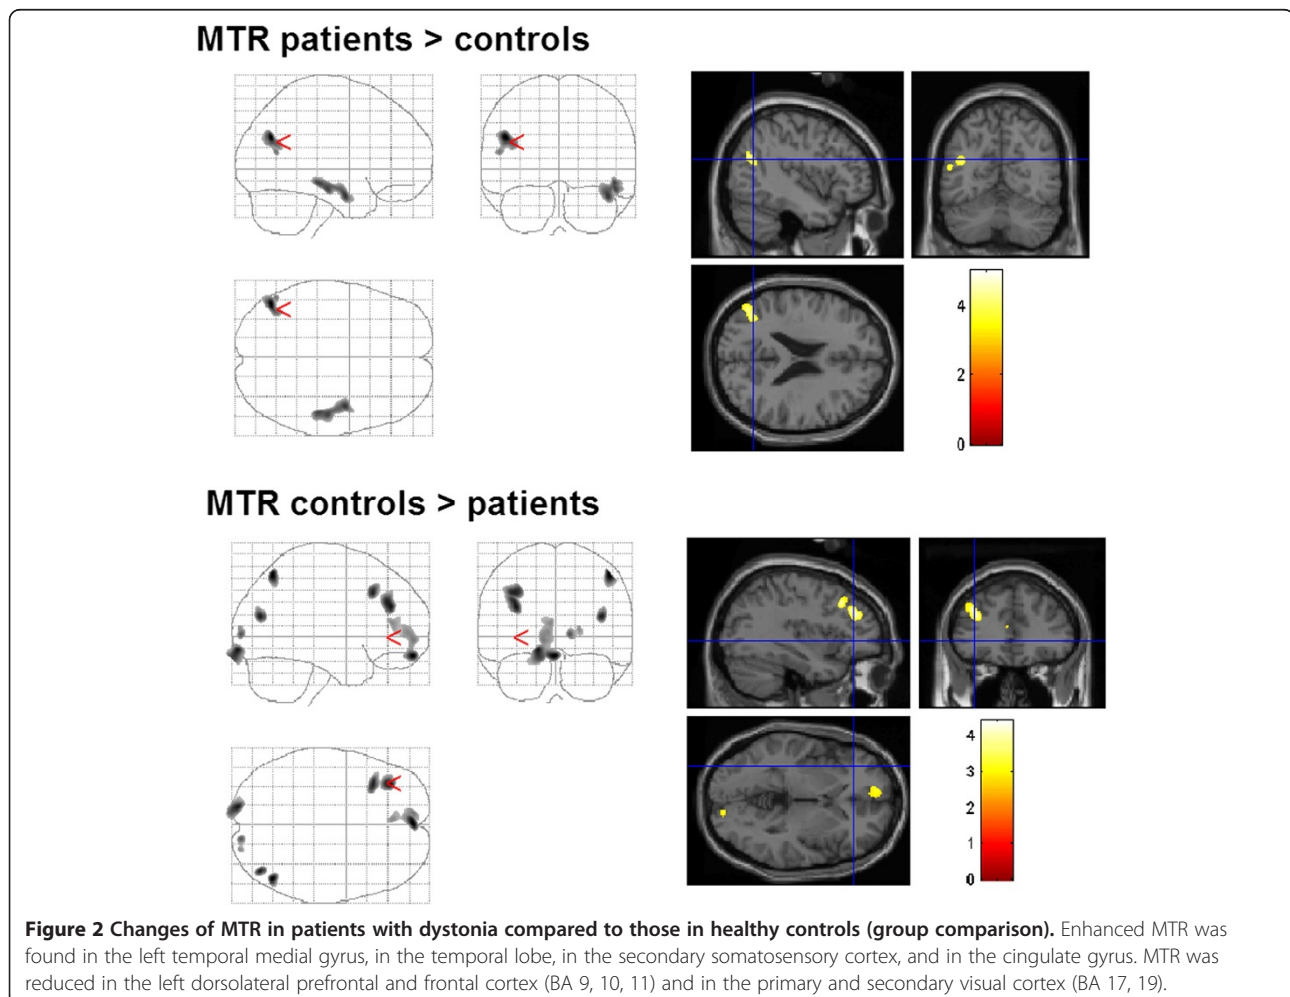 MTR patients > controls
<
<
<
4
2
0
MTR controls > patients
<
<
<
4
3
2
1
0
Figure 2 Changes of MTR in patients with dystonia compared to those in healthy controls (group comparison). Enhanced MTR was
found in the left temporal medial gyrus, in the temporal lobe, in the secondary somatosensory cortex, and in the cingulate gyrus. MTR was
reduced in the left dorsolateral prefrontal and frontal cortex (BA 9, 10, 11) and in the primary and secondary visual cortex (BA 17, 19).